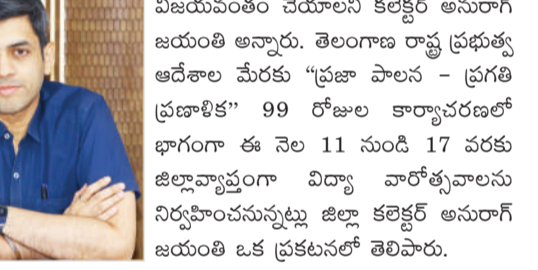 విజయవంతం చేయాలని కలెక్టర్ అనురాగ్
జయంతి అన్నారు. తెలంగాణ రాష్ట్ర ప్రభుత్వ
ఆదేశాల మేరకు “ప్రజా పాలన - ప్రగతి
ప్రణాళిక” 99 రోజుల కార్యాచరణలో
భాగంగా ఈ నెల 11 నుండి 17 వరకు
జిల్లావ్యాప్తంగా విద్యా వారోత్సవాలను
నిర్వహించనున్నట్లు జిల్లా కలెక్టర్ అనురాగ్
జయంతి ఒక ప్రకటనలో తెలిపారు.